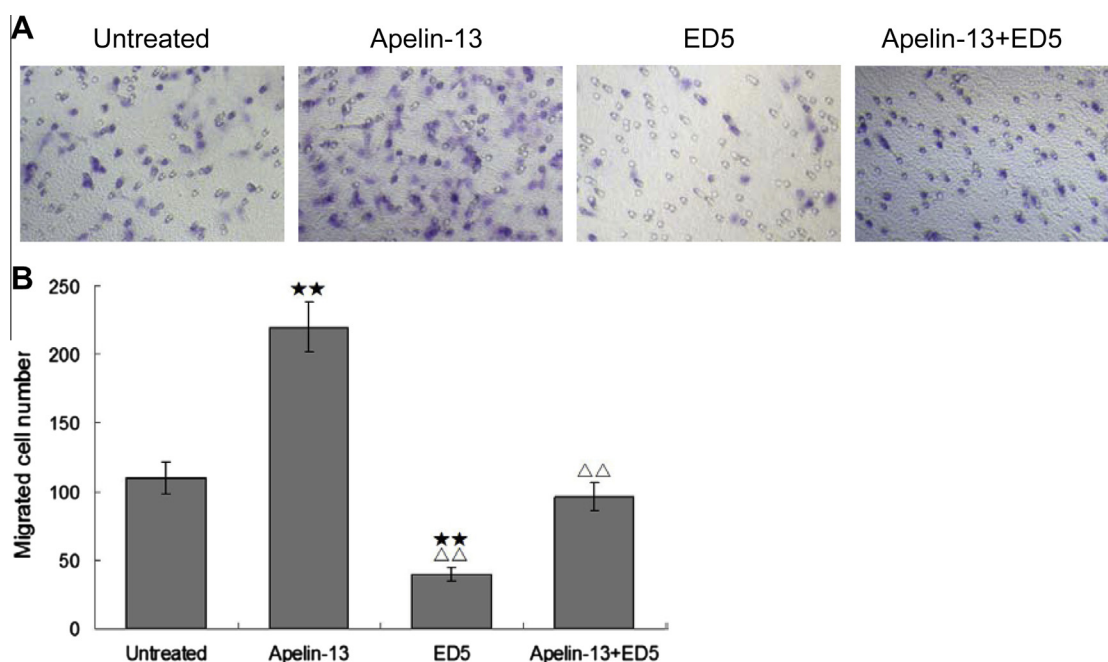 A
Untreated Apelin-13 ED5 Apelin-13+ED5
B
Migrated cell number
250
200
150
100
50
0
★★
★★
△△
△△
Untreated Apelin-13 ED5 Apelin-13+ED5